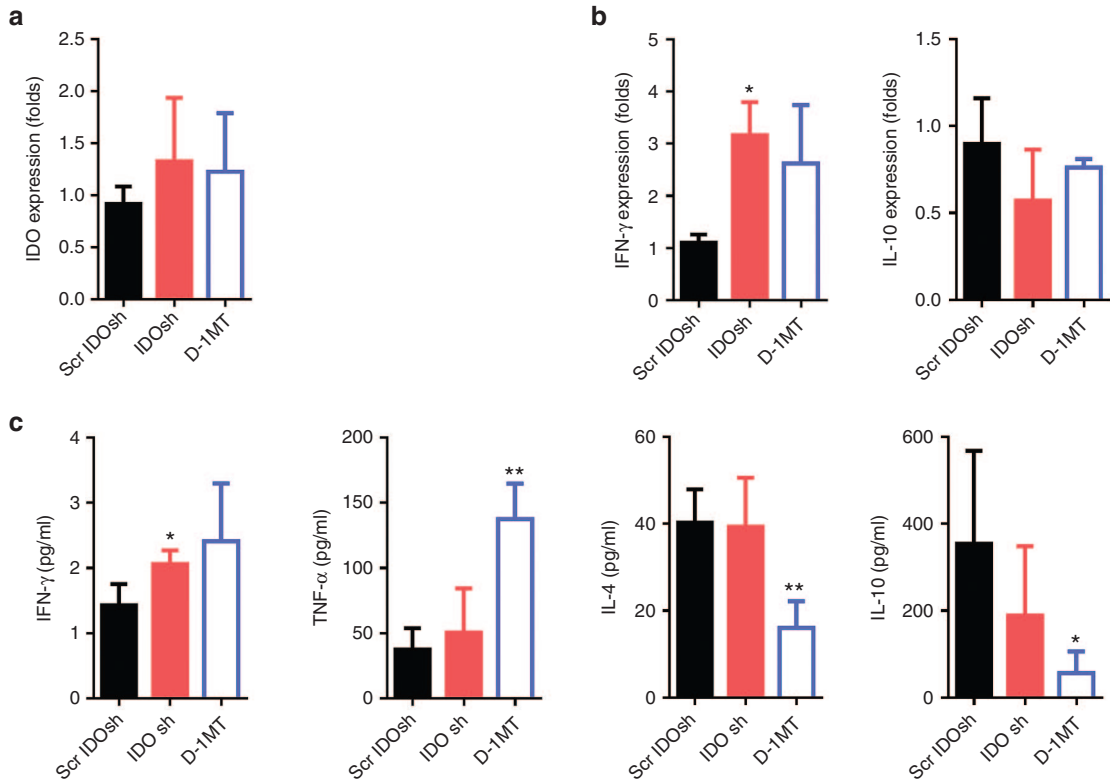 a
IDO expression (folds)
2.5
2.0
1.5
1.0
0.5
0.0
Scr IDOsh
IDOsh
D-1MT
b
IFN-γ expression (folds)
5
4
3
2
1
0
*
Scr IDOsh
IDOsh
D-1MT
IL-10 expression (folds)
1.5
1.0
0.5
0.0
Scr IDOsh
IDOsh
D-1MT
c
IFN-γ (pg/ml)
4
3
2
1
0
*
Scr IDOsh
IDO sh
D-1MT
TNF-α (pg/ml)
200
150
100
50
0
**
Scr IDOsh
IDO sh
D-1MT
IL-4 (pg/ml)
60
40
20
0
**
Scr IDOsh
IDO sh
D-1MT
IL-10 (pg/ml)
600
400
200
0
*
Scr IDOsh
IDO sh
D-1MT